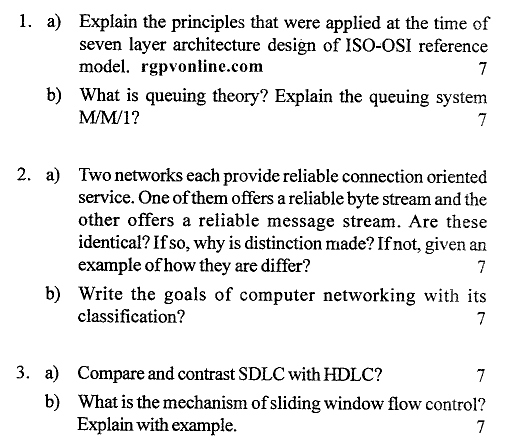 1. a) Explain the principles that were applied at the time of
seven layer architecture design of ISO-OSI reference
model. rgpvonline.com 7
b) What is queuing theory? Explain the queuing system
M/M/1? 7
2. a) Two networks each provide reliable connection oriented
service. One of them offers a reliable byte stream and the
other offers a reliable message stream. Are these
identical? If so, why is distinction made? If not, given an
example of how they are differ? 7
b) Write the goals of computer networking with its
classification? 7
3. a) Compare and contrast SDLC with HDLC? 7
b) What is the mechanism of sliding window flow control?
Explain with example. 7